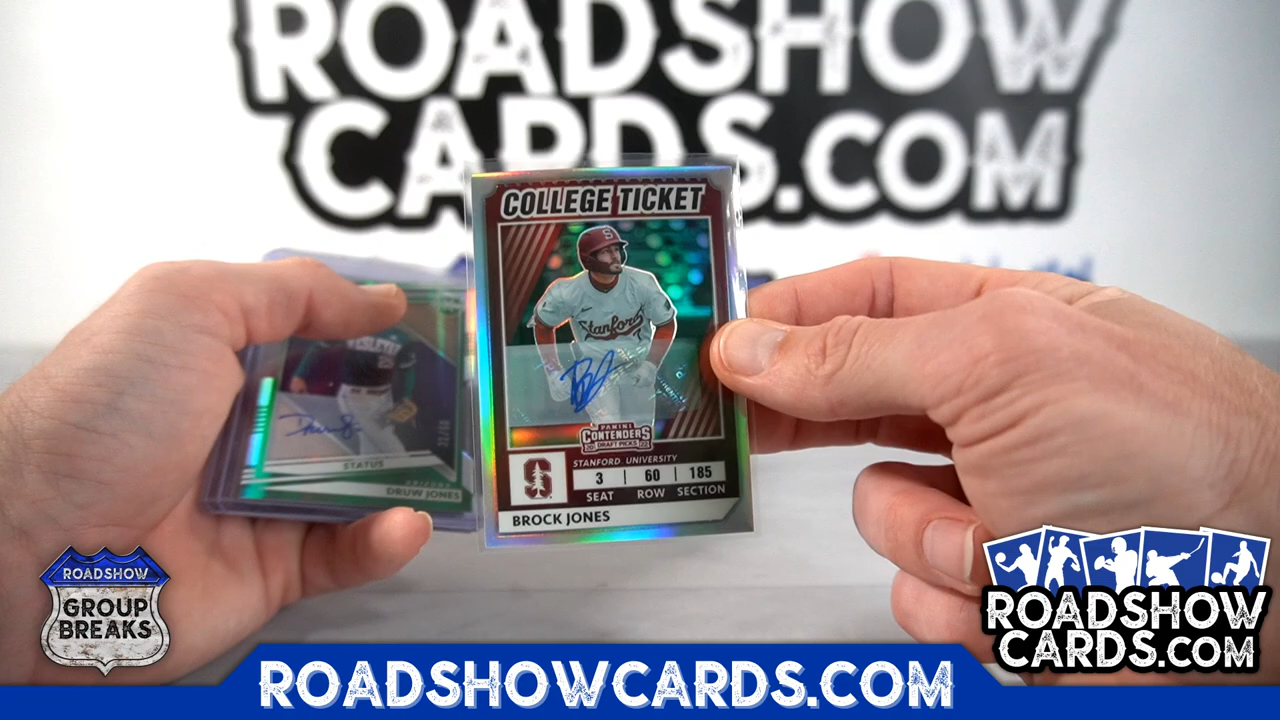 ROADSHOW
CARDS.COM
COLLEGE TICKET
S
Stanford
7
PANINI
CONTENDERS
DRAFT PICKS
STANFORD UNIVERSITY
3 | 60 | 185
SEAT ROW SECTION
S
BROCK JONES
STATUS
DRUW JONES
ROADSHOW
GROUP
BREAKS
ROADSHOW
CARDS.COM
ROADSHOWCARDS.COM